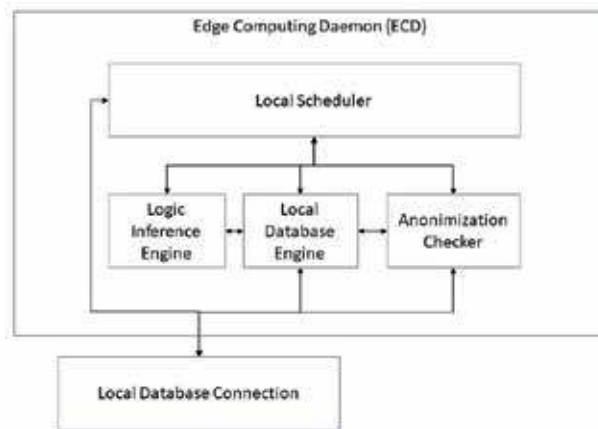 Edge Computing Daemon (ECD)
Local Scheduler
Logic
Inference
Engine
Local
Database
Engine
Anonimization
Checker
Local Database Connection